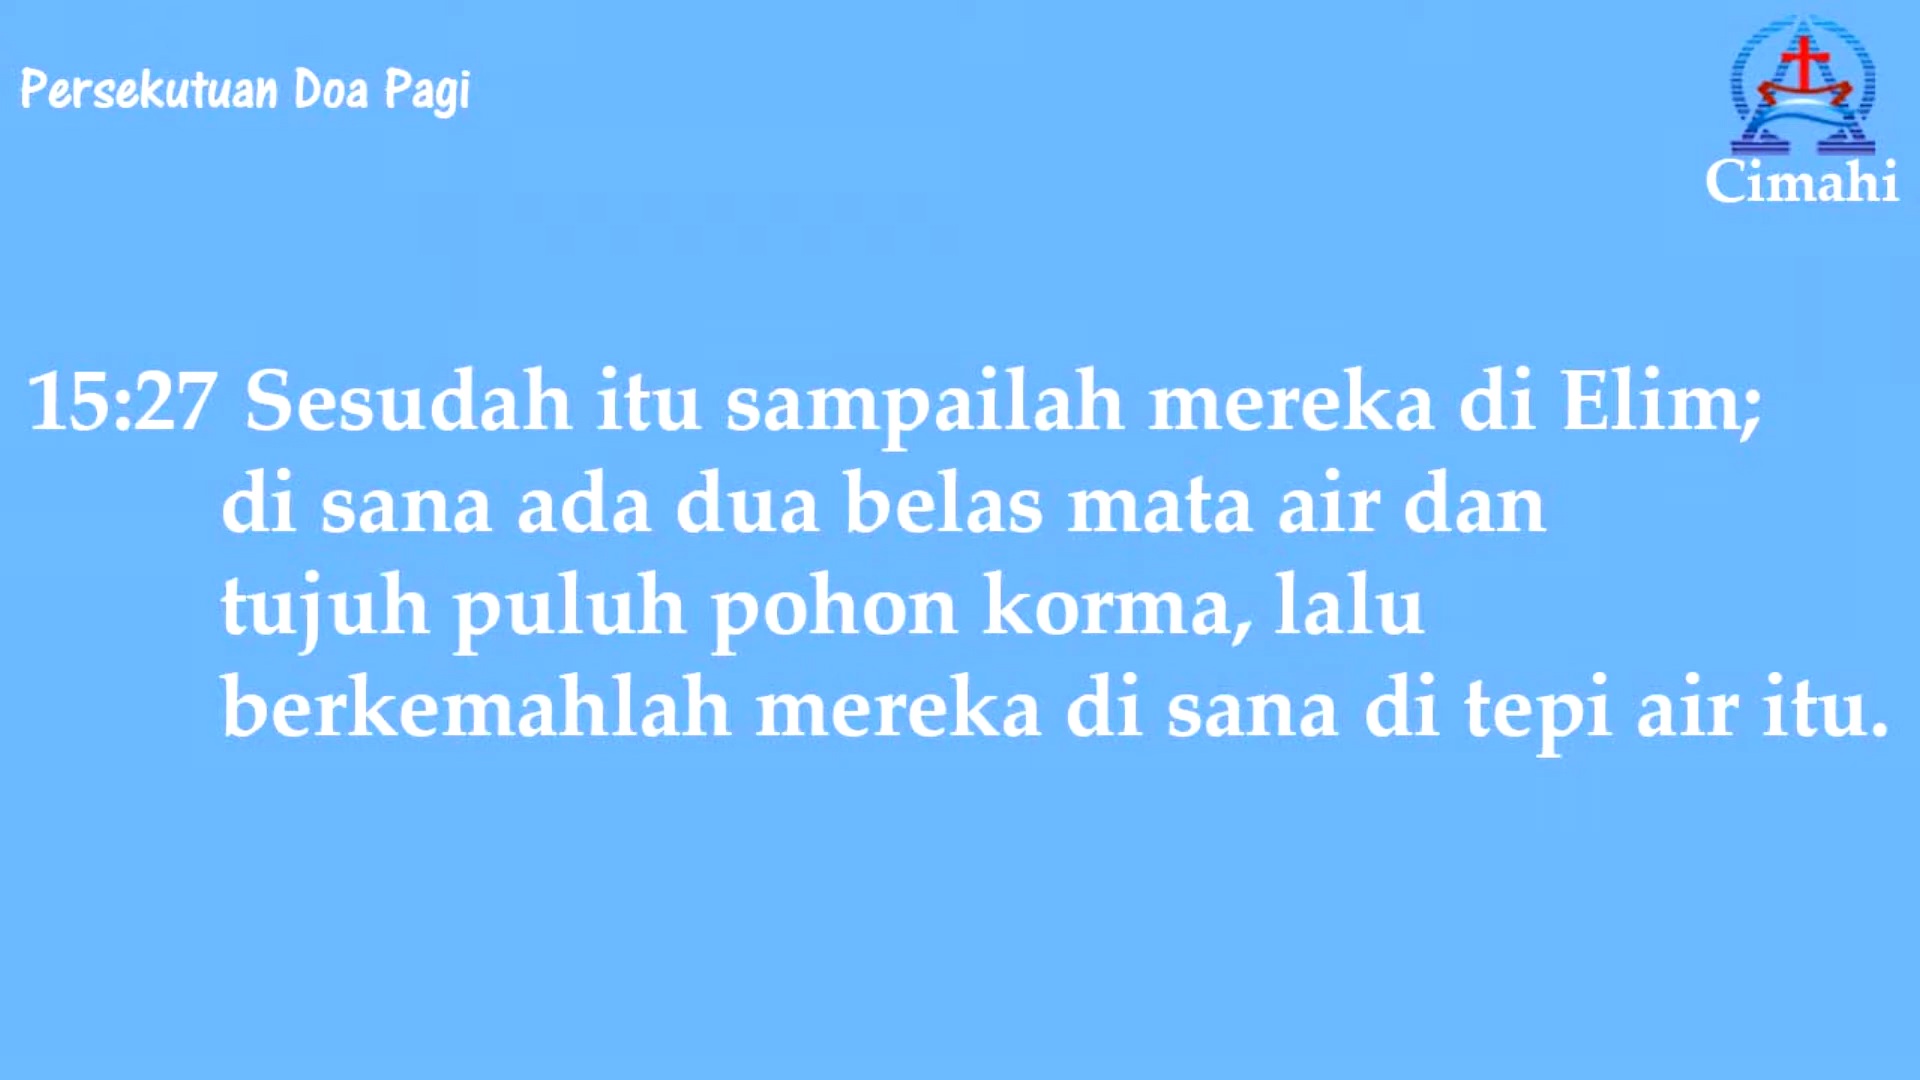 Persekutuan Doa Pagi
Cimahi
15:27 Sesudah itu sampailah mereka di Elim;
di sana ada dua belas mata air dan
tujuh puluh pohon korma, lalu
berkemahlah mereka di sana di tepi air itu.